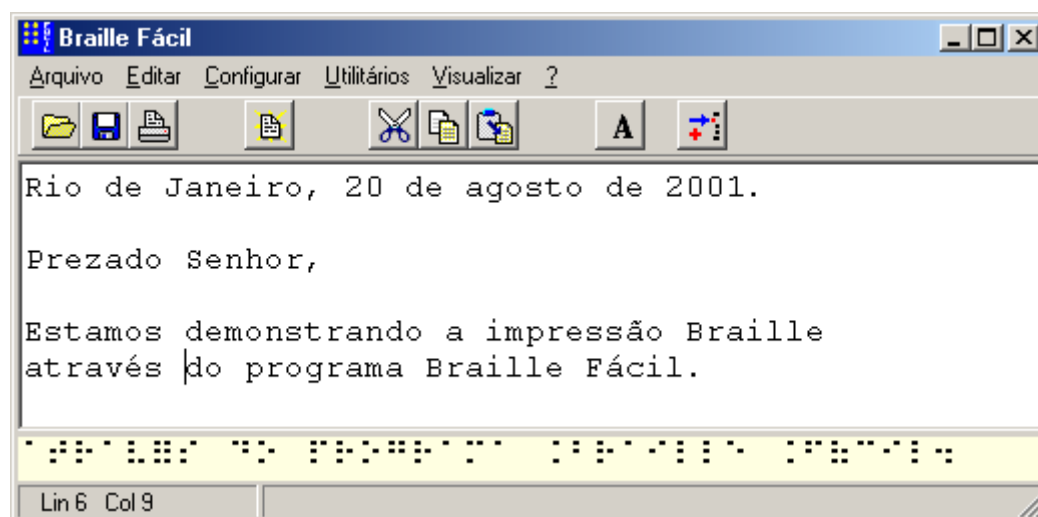 Braille Fácil
Arquivo Editar Configurar Utilitários Visualizar ?
A
Rio de Janeiro, 20 de agosto de 2001.
Prezado Senhor,
Estamos demonstrando a impressão Braille
através do programa Braille Fácil.
⠁⠞⠗⠁⠧⠿⠎ ⠙⠕ ⠏⠗⠕⠛⠗⠁⠍⠁ ⠨⠃⠗⠁⠊⠇⠇⠑ ⠨⠋⠷⠉⠊⠇⠲
Lin 6 Col 9